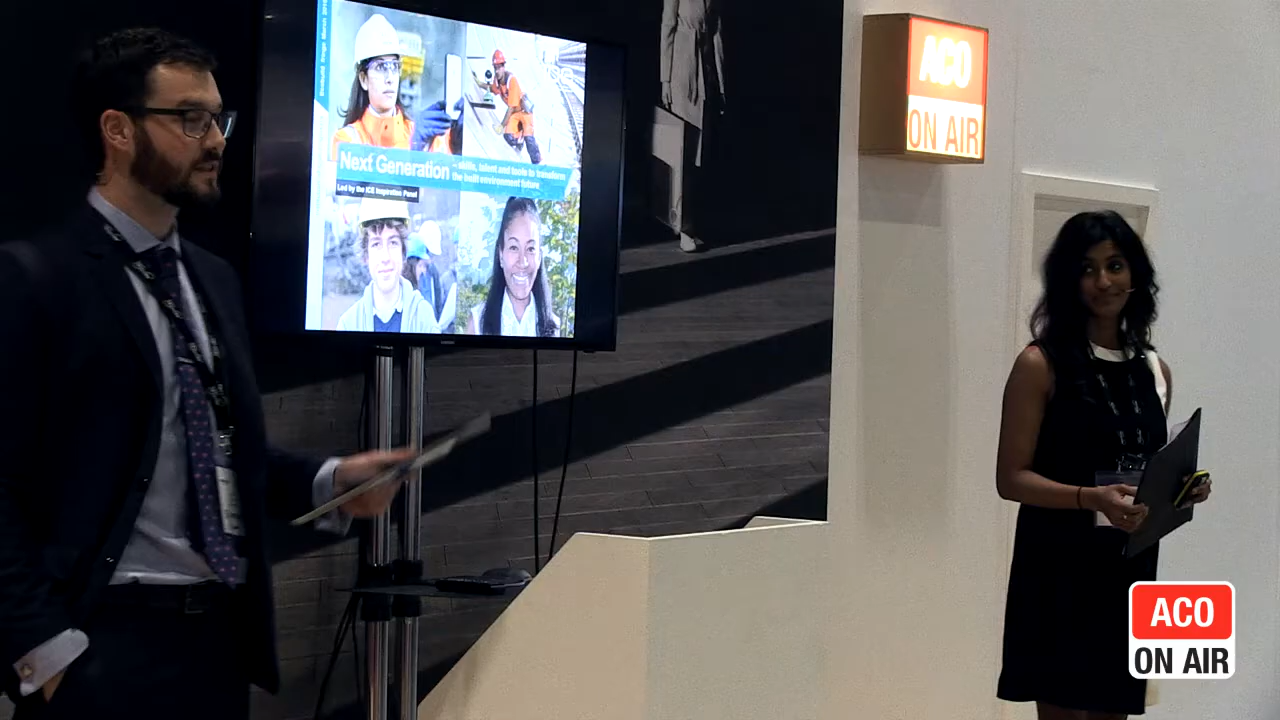 Next Generation – skills, talent and tools to transform
the built environment future
Led by the ICE Inspiration Panel
ACO
ON AIR
ACO
ON AIR